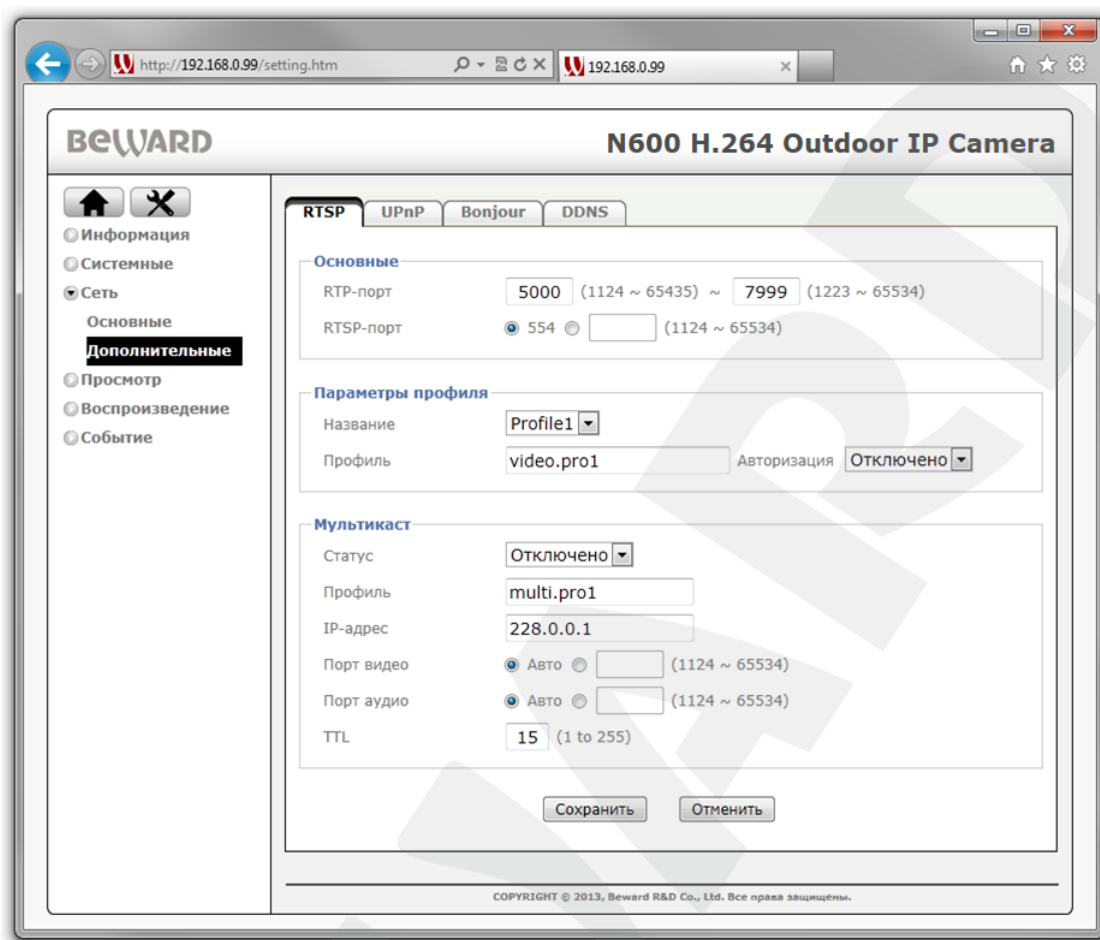 http://192.168.0.99/setting.htm
192.168.0.99
BEWARD
N600 H.264 Outdoor IP Camera
Информация
Системные
Сеть
Основные
Дополнительные
Просмотр
Воспроизведение
Событие
RTSP UPnP Bonjour DDNS
Основные
RTP-порт 5000 (1124 ~ 65435) ~ 7999 (1223 ~ 65534)
RTSP-порт 554 (1124 ~ 65534)
Параметры профиля
Название Profile1
Профиль video.pro1 Авторизация Отключено
Мультикаст
Статус Отключено
Профиль multi.pro1
IP-адрес 228.0.0.1
Порт видео Авто (1124 ~ 65534)
Порт аудио Авто (1124 ~ 65534)
TTL 15 (1 to 255)
Сохранить Отменить
COPYRIGHT © 2013, Beward R&D Co., Ltd. Все права защищены.